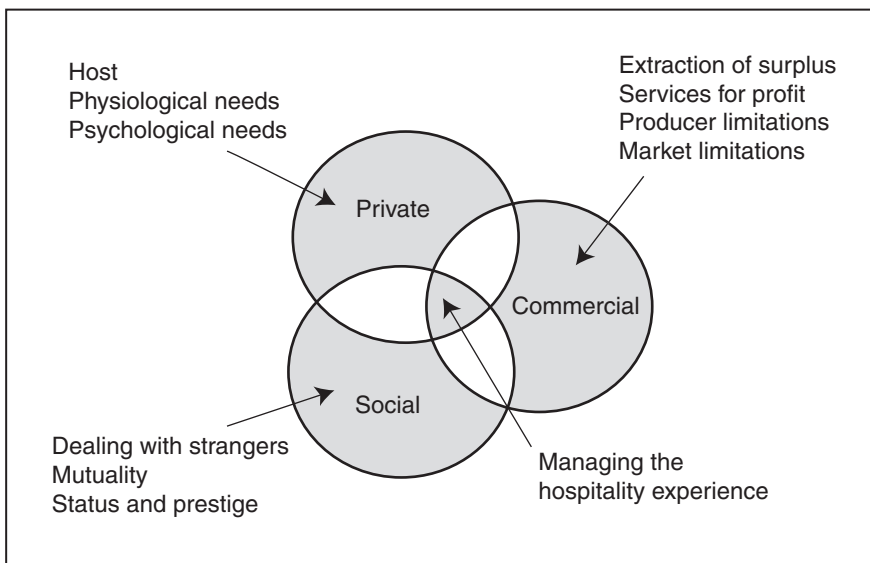 Host
Physiological needs
Psychological needs
Extraction of surplus
Services for profit
Producer limitations
Market limitations
Private
Commercial
Social
Dealing with strangers
Mutuality
Status and prestige
Managing the
hospitality experience